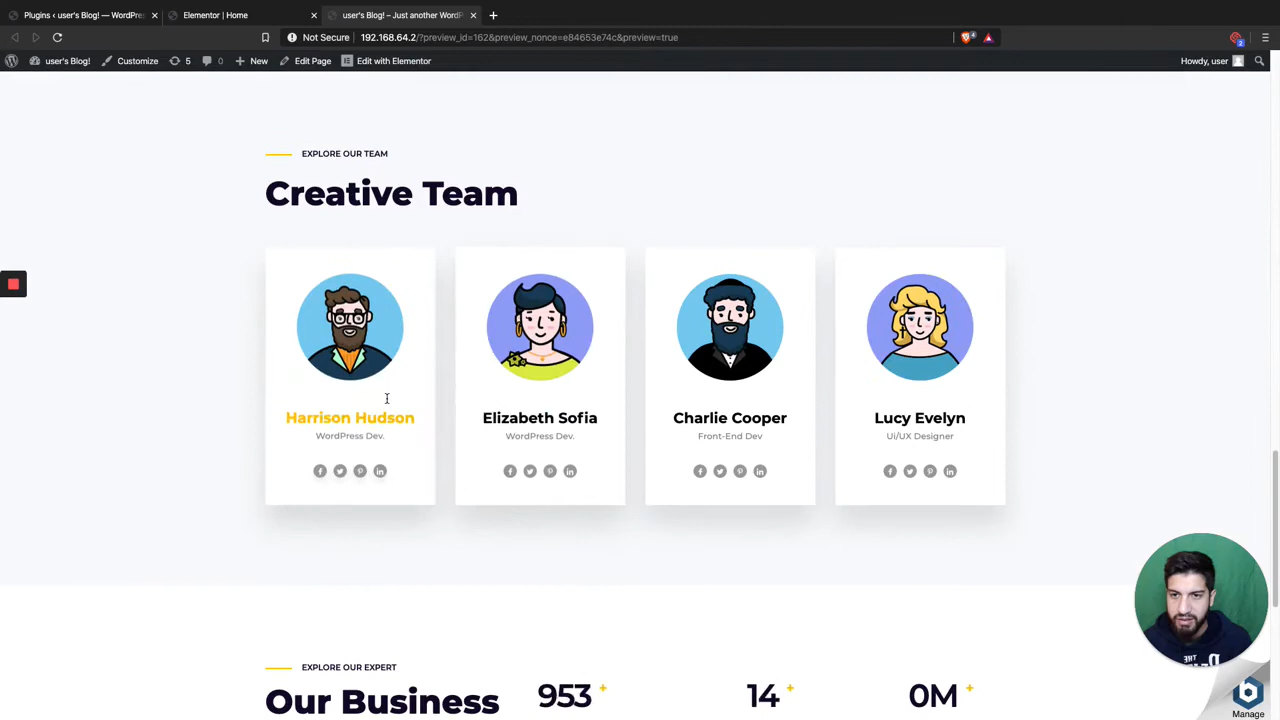 Plugins ‹ user's Blog! — WordPre
Elementor | Home
user's Blog! – Just another WordP
Not Secure
192.168.64.2/?preview_id=162&preview_nonce=e84653e74c&preview=true
4
2
user's Blog!
Customize
5
0
New
Edit Page
Edit with Elementor
Howdy, user
EXPLORE OUR TEAM
Creative Team
Harrison Hudson
WordPress Dev.
Elizabeth Sofia
WordPress Dev.
Charlie Cooper
Front-End Dev
Lucy Evelyn
Ui/UX Designer
EXPLORE OUR EXPERT
Our Business
953 +
14 +
0M +
Manage